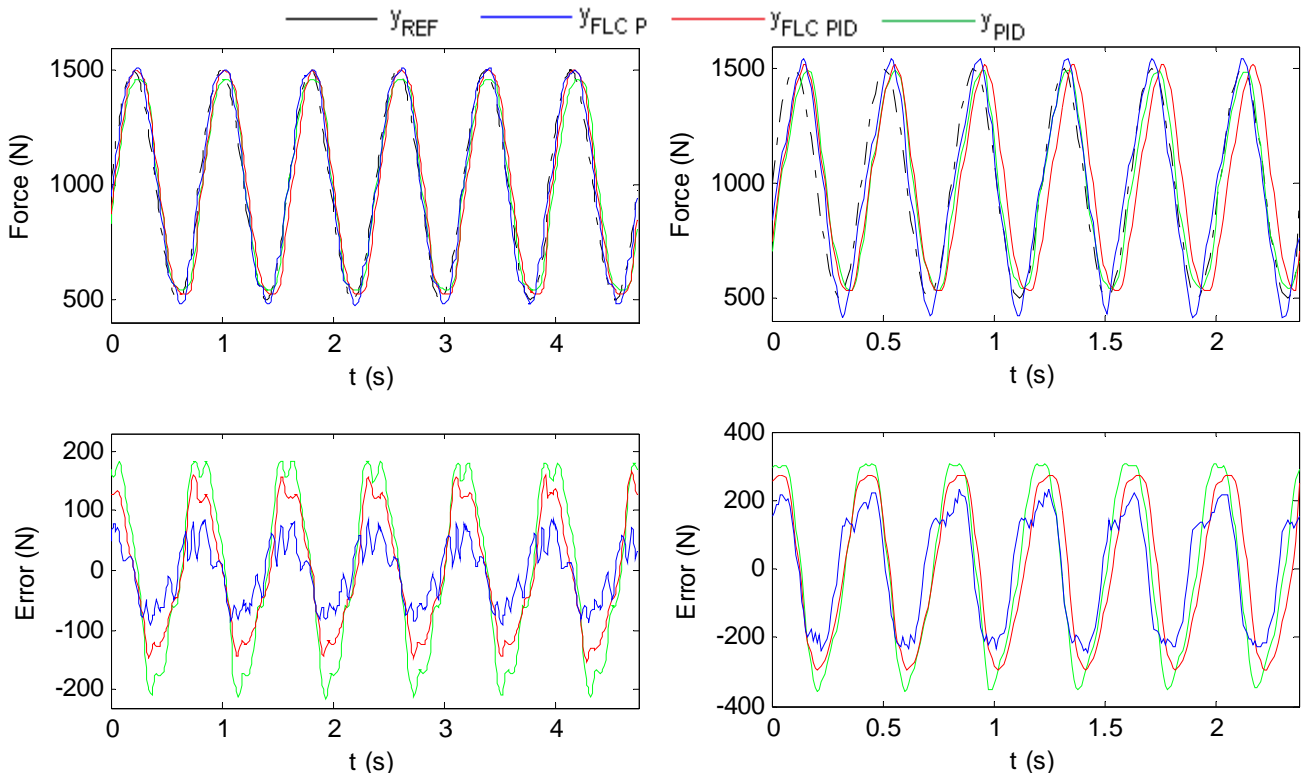 yREF yFLC P yFLC PID yPID
Force (N)
1500
1000
500
0 1 2 3 4
t (s)
Force (N)
1500
1000
500
0 0.5 1 1.5 2
t (s)
Error (N)
200
100
0
-100
-200
0 1 2 3 4
t (s)
Error (N)
400
200
0
-200
-400
0 0.5 1 1.5 2
t (s)